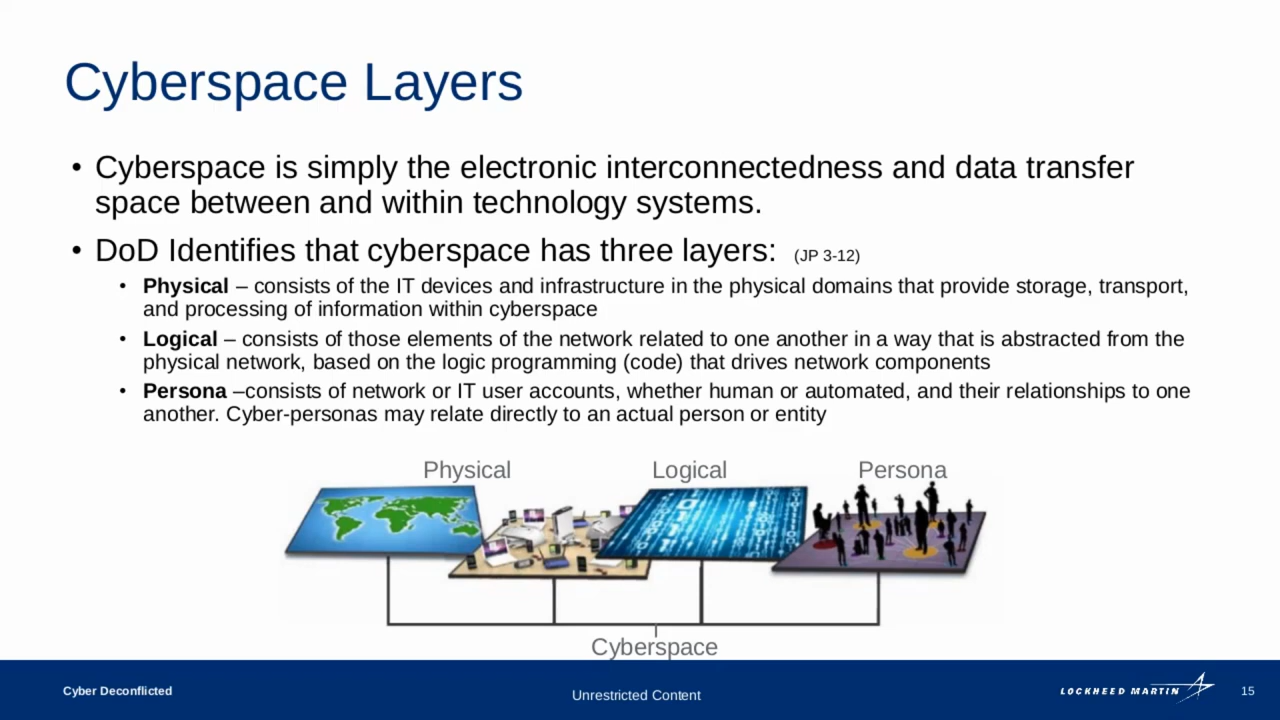 Cyberspace Layers
• Cyberspace is simply the electronic interconnectedness and data transfer
space between and within technology systems.
• DoD Identifies that cyberspace has three layers: (JP 3-12)
• Physical – consists of the IT devices and infrastructure in the physical domains that provide storage, transport,
and processing of information within cyberspace
• Logical – consists of those elements of the network related to one another in a way that is abstracted from the
physical network, based on the logic programming (code) that drives network components
• Persona –consists of network or IT user accounts, whether human or automated, and their relationships to one
another. Cyber-personas may relate directly to an actual person or entity
Physical Logical Persona
Cyberspace
Cyber Deconflicted Unrestricted Content LOCKHEED MARTIN 15